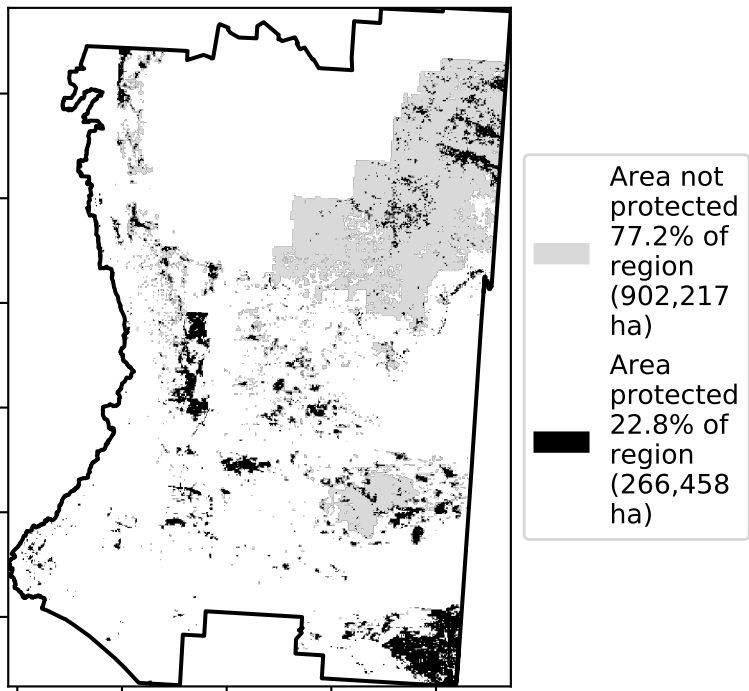 Area not
protected
77.2% of
region
(902,217
ha)
Area
protected
22.8% of
region
(266,458
ha)